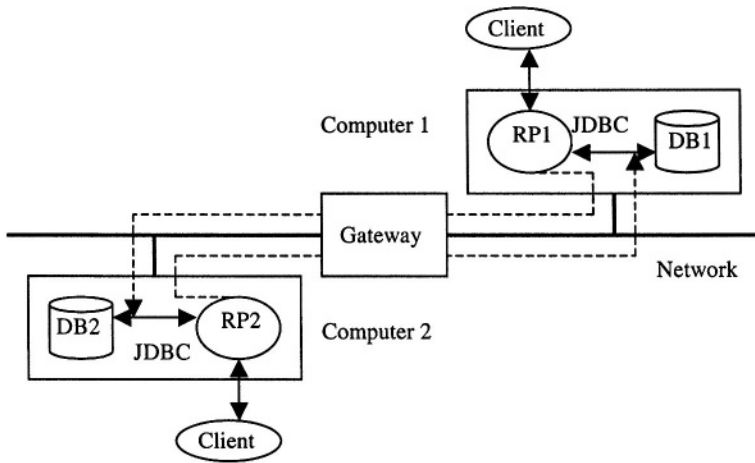 Client
Computer 1
RP1
JDBC
DB1
Gateway
Network
DB2
JDBC
RP2
Computer 2
Client